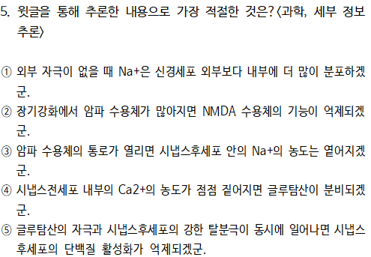 5. 윗글을 통해 추론한 내용으로 가장 적절한 것은?<과학, 세부 정보
추론>
① 외부 자극이 없을 때 Na+은 신경세포 외부보다 내부에 더 많이 분포하겠
군.
② 장기강화에서 암파 수용체가 많아지면 NMDA 수용체의 기능이 억제되겠
군.
③ 암파 수용체의 통로가 열리면 시냅스후세포 안의 Na+의 농도는 옅어지겠
군.
④ 시냅스전세포 내부의 Ca2+의 농도가 점점 짙어지면 글루탐산이 분비되겠
군.
⑤ 글루탐산의 자극과 시냅스후세포의 강한 탈분극이 동시에 일어나면 시냅스
후세포의 단백질 활성화가 억제되겠군.